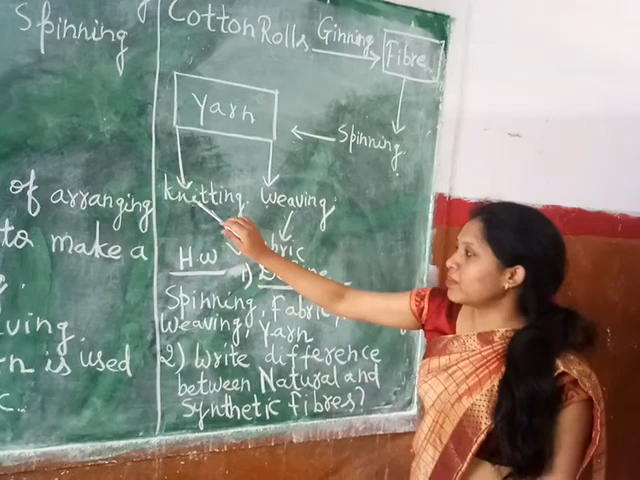 Spinning
of arranging
to make a
is used
Cotton Rolls Ginning Fibre
Yarn
Spinning.
Knitting weaving.
H.W
1)
Spinning, Fabric,
Weaving, Yarn
2) Write difference
between Natural and
Synthetic Fibres?